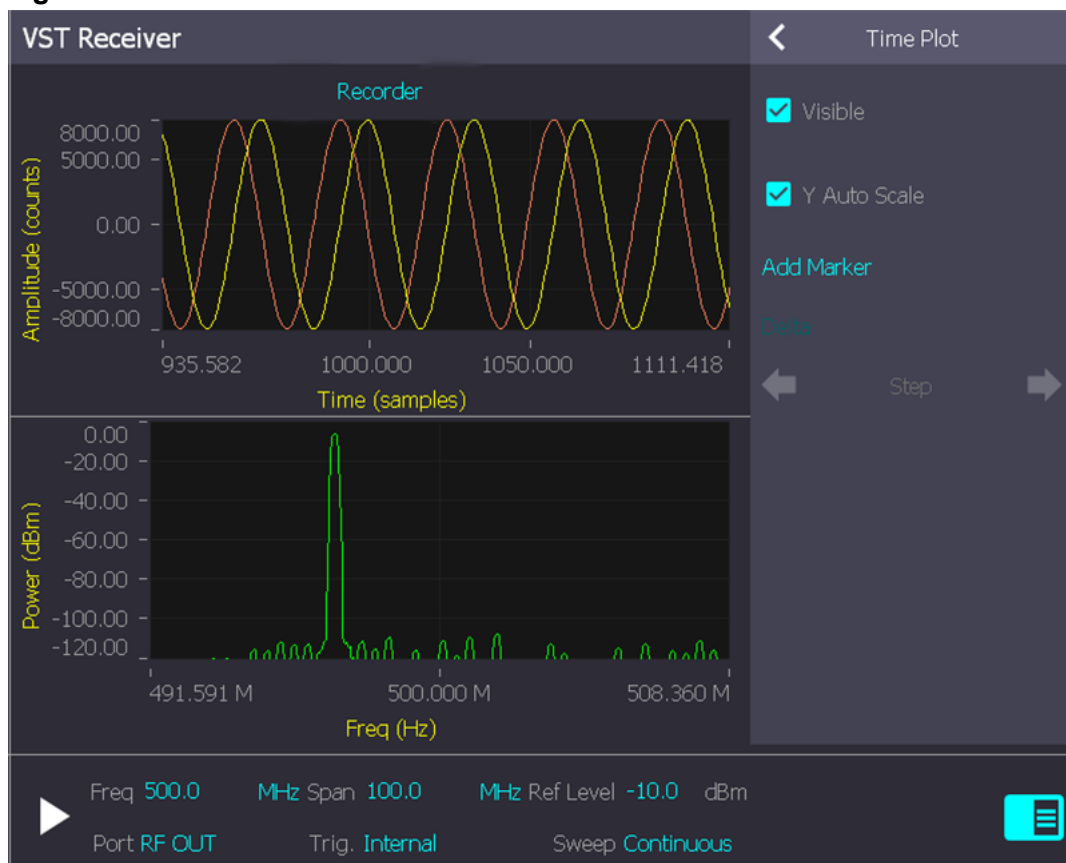 VST Receiver
Time Plot
Recorder
Visible
Y Auto Scale
Add Marker
Delta
Step
Amplitude (counts)
8000.00
5000.00
0.00
-5000.00
-8000.00
935.582 1000.000 1050.000 1111.418
Time (samples)
Power (dBm)
0.00
-20.00
-40.00
-60.00
-80.00
-100.00
-120.00
491.591 M 500.000 M 508.360 M
Freq (Hz)
Freq 500.0 MHz Span 100.0 MHz Ref Level -10.0 dBm
Port RF OUT Trig. Internal Sweep Continuous